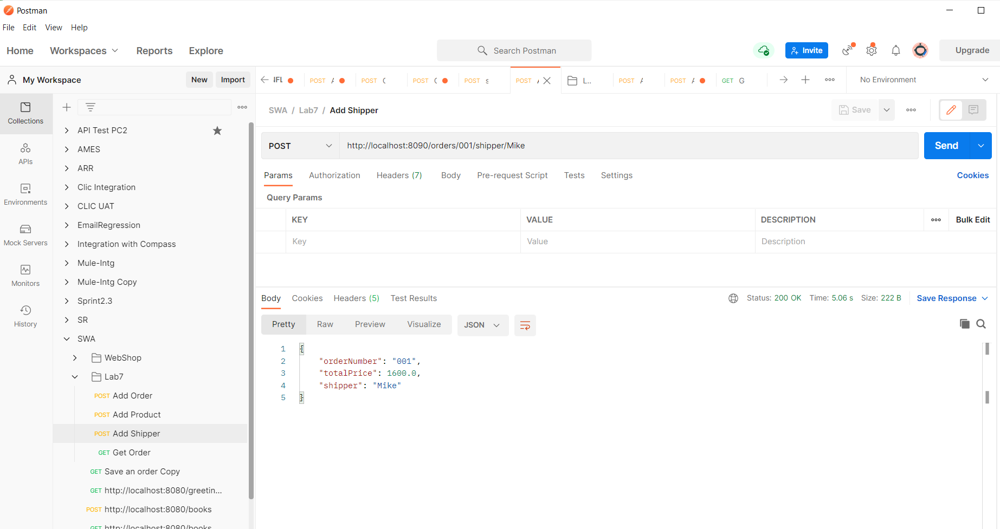 Postman
File Edit View Help
Home Workspaces Reports Explore
Search Postman
Invite
Upgrade
My Workspace
New
Import
IFL
POST
POST
POST
POST s
POST
L..
POST
POST
GET G
No Environment
Collections
APIs
Environments
Mock Servers
Monitors
History
API Test PC2
AMES
ARR
Clic Integration
CLIC UAT
EmailRegression
Integration with Compass
Mule-Intg
Mule-Intg Copy
Sprint2.3
SR
SWA
WebShop
Lab7
POST Add Order
POST Add Product
POST Add Shipper
GET Get Order
GET Save an order Copy
GET http://localhost:8080/greetin...
POST http://localhost:8080/books
GET http://localhost:8080/books
SWA / Lab7 / Add Shipper
Save
POST
http://localhost:8090/orders/001/shipper/Mike
Send
Params Authorization Headers (7) Body Pre-request Script Tests Settings
Cookies
Query Params
KEY VALUE DESCRIPTION
Bulk Edit
Key Value Description
Body Cookies Headers (5) Test Results
Status: 200 OK Time: 5.06 s Size: 222 B
Save Response
Pretty Raw Preview Visualize JSON
1 {
2 "orderNumber": "001",
3 "totalPrice": 1600.0,
4 "shipper": "Mike"
5 }